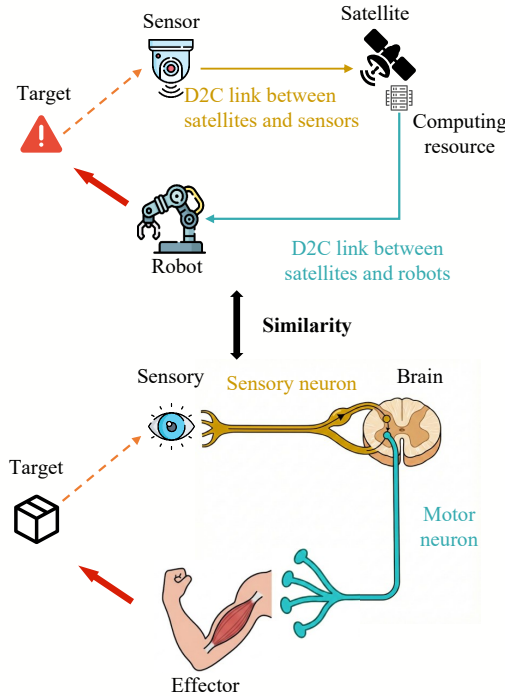 Sensor
Satellite
Target
D2C link between
satellites and sensors
Computing
resource
Robot
D2C link between
satellites and robots
Similarity
Sensory
Sensory neuron
Brain
Target
Motor
neuron
Effector